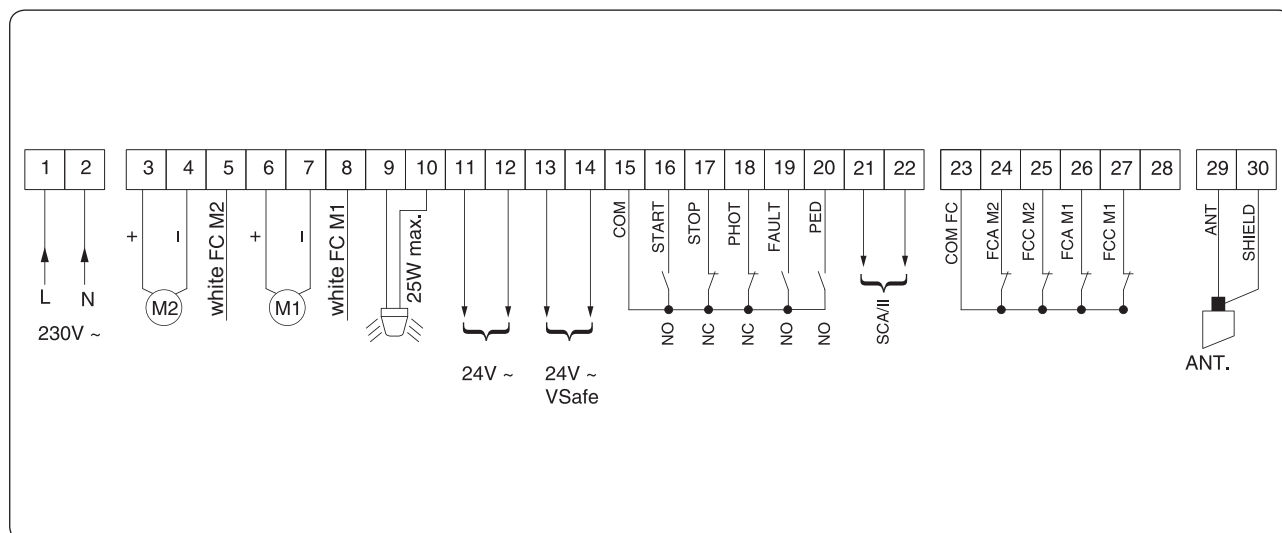 1 2 3 4 5 6 7 8 9 10 11 12 13 14 15 16 17 18 19 20 21 22 23 24 25 26 27 28 29 30
+ - white FC M2 + - white FC M1 25W max. COM START STOP PHOT FAULT PED COM FC FCA M2 FCC M2 FCA M1 FCC M1 ANT SHIELD
L N M2 M1
230V ~
NO NC NC NO NO SCA/II
24V ~
24V ~
VSafe
ANT.